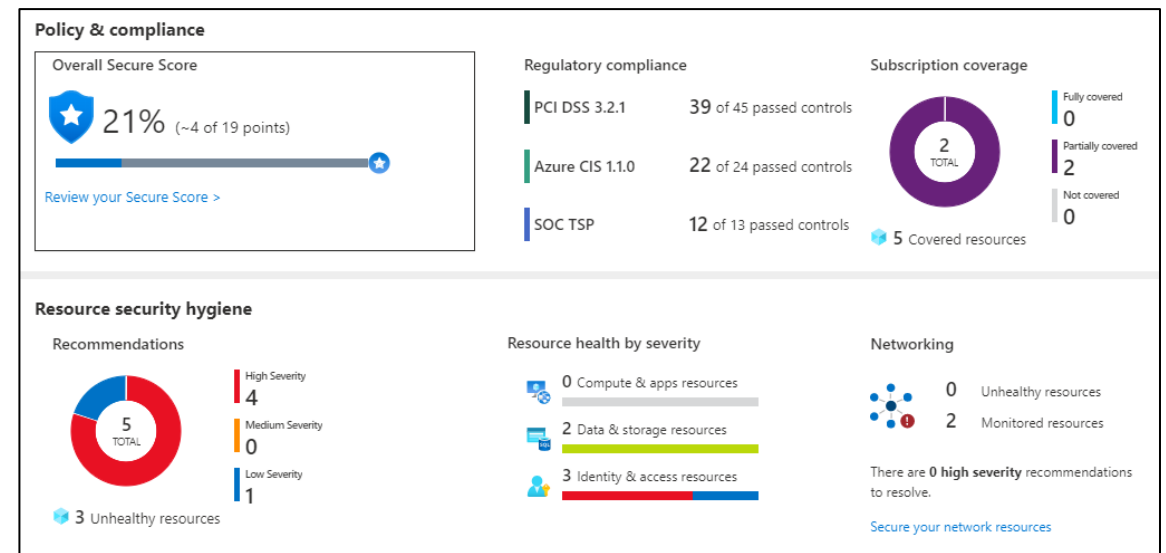 Policy & compliance
Overall Secure Score
21% (~4 of 19 points)
Review your Secure Score >
Regulatory compliance
PCI DSS 3.2.1 39 of 45 passed controls
Azure CIS 1.1.0 22 of 24 passed controls
SOC TSP 12 of 13 passed controls
Subscription coverage
2
TOTAL
Fully covered
0
Partially covered
2
Not covered
0
5 Covered resources
Resource security hygiene
Recommendations
5
TOTAL
High Severity
4
Medium Severity
0
Low Severity
1
3 Unhealthy resources
Resource health by severity
0 Compute & apps resources
2 Data & storage resources
SQL
3 Identity & access resources
Networking
0 Unhealthy resources
2 Monitored resources
There are 0 high severity recommendations
to resolve.
Secure your network resources